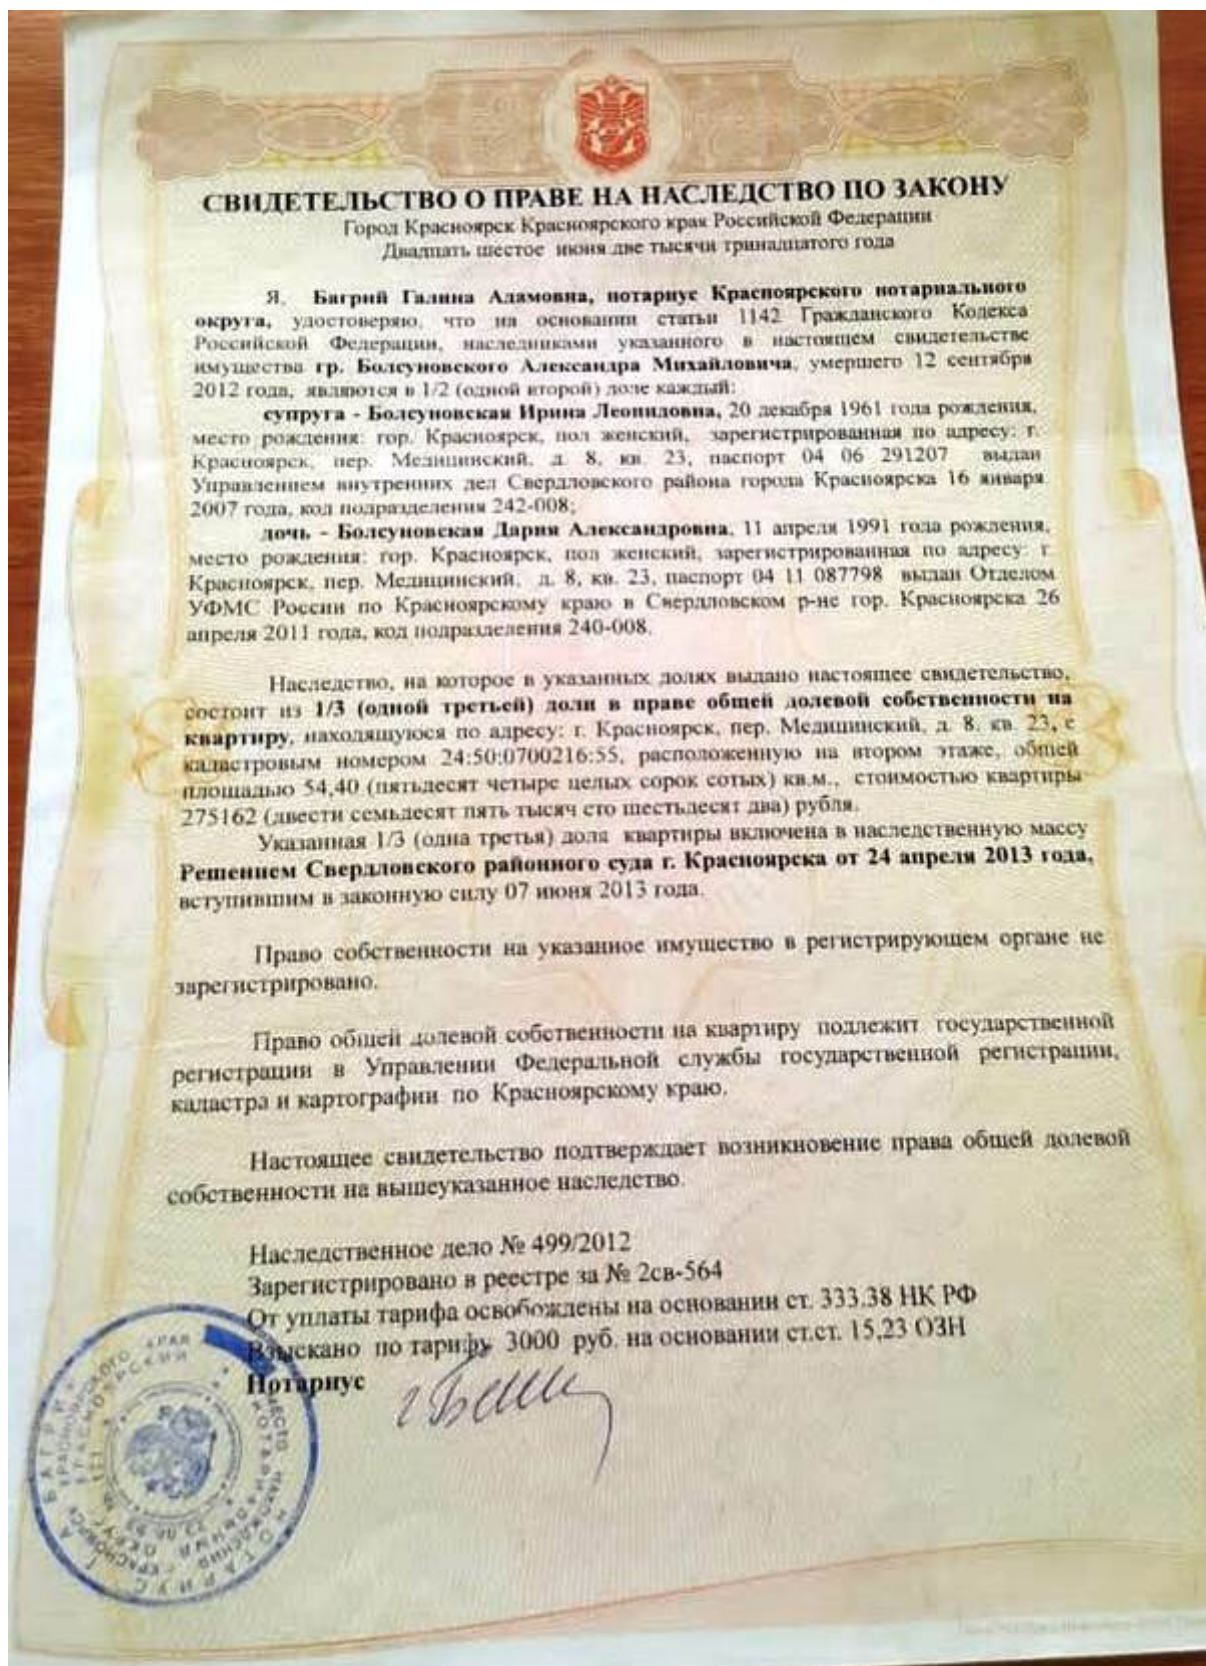 СВИДЕТЕЛЬСТВО О ПРАВЕ НА НАСЛЕДСТВО ПО ЗАКОНУ
Город Красноярск Красноярского края Российской Федерации
Двадцать шестое июня две тысячи тринадцатого года
Я, Багрий Галина Адамовна, нотариус Красноярского нотариального
округа, удостоверяю, что на основании статьи 1142 Гражданского Кодекса
Российской Федерации, наследниками указанного в настоящем свидетельстве
имущества гр. Болсуновского Александра Михайловича, умершего 12 сентября
2012 года, являются в 1/2 (одной второй) доле каждый:
супруга - Болсуновская Ирина Леонидовна, 20 декабря 1961 года рождения,
место рождения: гор. Красноярск, пол женский, зарегистрированная по адресу: г.
Красноярск, пер. Медицинский, д. 8, кв. 23, паспорт 04 06 291207 выдан
Управлением внутренних дел Свердловского района города Красноярска 16 января
2007 года, код подразделения 242-008;
дочь - Болсуновская Дария Александровна, 11 апреля 1991 года рождения,
место рождения: гор. Красноярск, пол женский, зарегистрированная по адресу: г.
Красноярск, пер. Медицинский, д. 8, кв. 23, паспорт 04 11 087798 выдан Отделом
УФМС России по Красноярскому краю в Свердловском р-не гор. Красноярска 26
апреля 2011 года, код подразделения 240-008.
Наследство, на которое в указанных долях выдано настоящее свидетельство,
состоит из 1/3 (одной третьей) доли в праве общей долевой собственности на
квартиру, находящуюся по адресу: г. Красноярск, пер. Медицинский, д. 8, кв. 23, с
кадастровым номером 24:50:0700216:55, расположенную на втором этаже, общей
площадью 54,40 (пятьдесят четыре целых сорок сотых) кв.м., стоимостью квартиры
275162 (двести семьдесят пять тысяч сто шестьдесят два) рубля.
Указанная 1/3 (одна третья) доля квартиры включена в наследственную массу
Решением Свердловского районного суда г. Красноярска от 24 апреля 2013 года,
вступившим в законную силу 07 июня 2013 года.
Право собственности на указанное имущество в регистрирующем органе не
зарегистрировано.
Право общей долевой собственности на квартиру подлежит государственной
регистрации в Управлении Федеральной службы государственной регистрации,
кадастра и картографии по Красноярскому краю.
Настоящее свидетельство подтверждает возникновение права общей долевой
собственности на вышеуказанное наследство.
Наследственное дело № 499/2012
Зарегистрировано в реестре за № 2св-564
От уплаты тарифа освобождены на основании ст. 333.38 НК РФ
Взыскано по тарифу 3000 руб. на основании ст.ст. 15,23 ОЗН
Нотариус